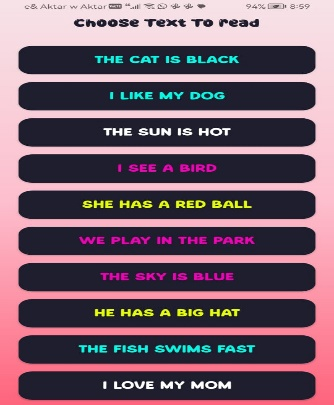 c& Aktar w Aktar
94% 8:59
Choose Text To read
THE CAT IS BLACK
I LIKE MY DOG
THE SUN IS HOT
I SEE A BIRD
SHE HAS A RED BALL
WE PLAY IN THE PARK
THE SKY IS BLUE
HE HAS A BIG HAT
THE FISH SWIMS FAST
I LOVE MY MOM